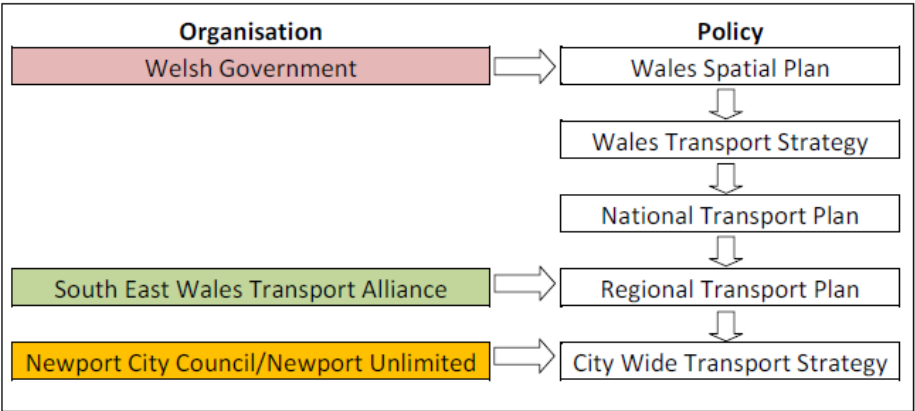 Organisation Policy
Welsh Government Wales Spatial Plan
Wales Transport Strategy
National Transport Plan
South East Wales Transport Alliance Regional Transport Plan
Newport City Council/Newport Unlimited City Wide Transport Strategy